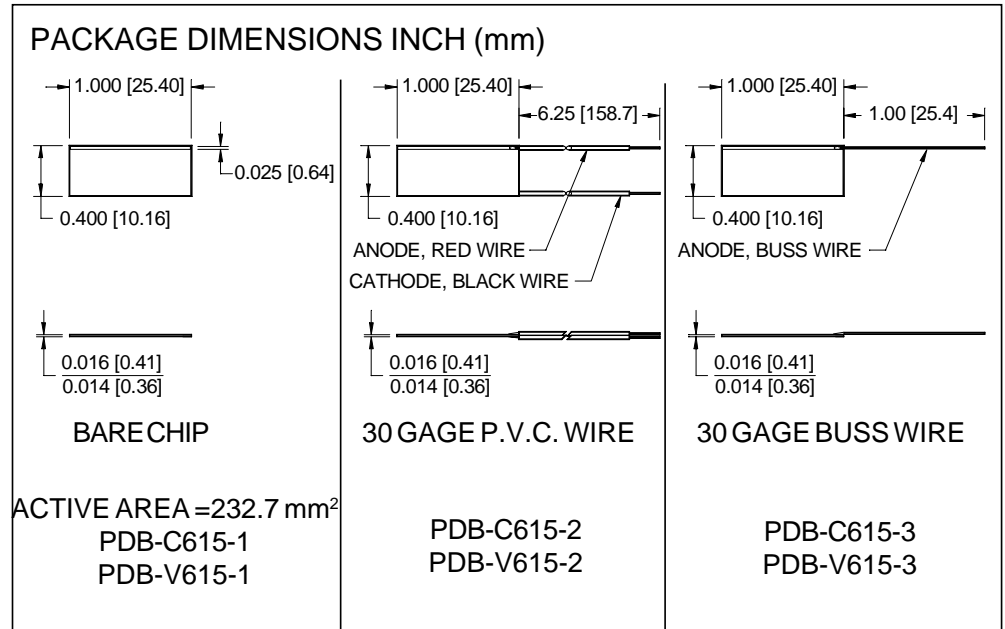 PACKAGE DIMENSIONS INCH (mm)
1.000 [25.40]
0.025 [0.64]
0.400 [10.16]
0.016 [0.41]
0.014 [0.36]
BARE CHIP
ACTIVE AREA =232.7 mm²
PDB-C615-1
PDB-V615-1
1.000 [25.40]
6.25 [158.7]
0.400 [10.16]
ANODE, RED WIRE
CATHODE, BLACK WIRE
0.016 [0.41]
0.014 [0.36]
30 GAGE P.V.C. WIRE
PDB-C615-2
PDB-V615-2
1.000 [25.40]
1.00 [25.4]
0.400 [10.16]
ANODE, BUSS WIRE
0.016 [0.41]
0.014 [0.36]
30 GAGE BUSS WIRE
PDB-C615-3
PDB-V615-3